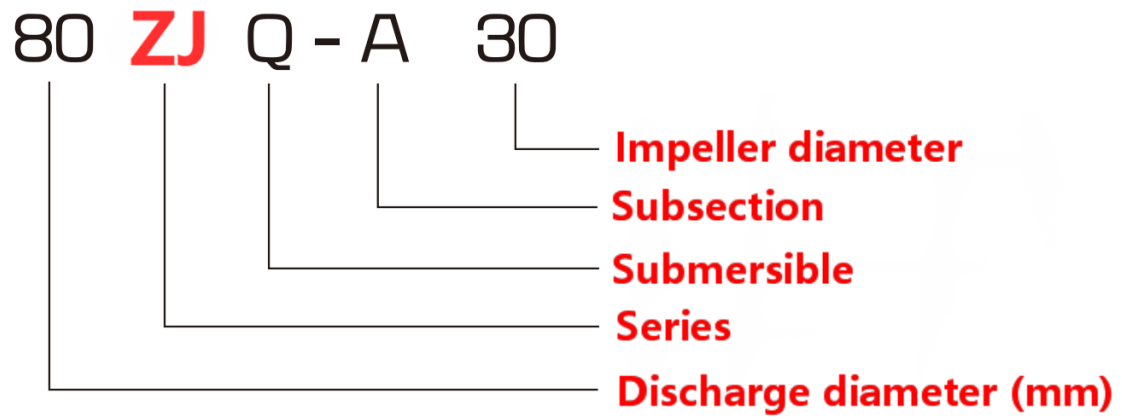 80 ZJ Q - A 30
Impeller diameter
Subsection
Submersible
Series
Discharge diameter (mm)